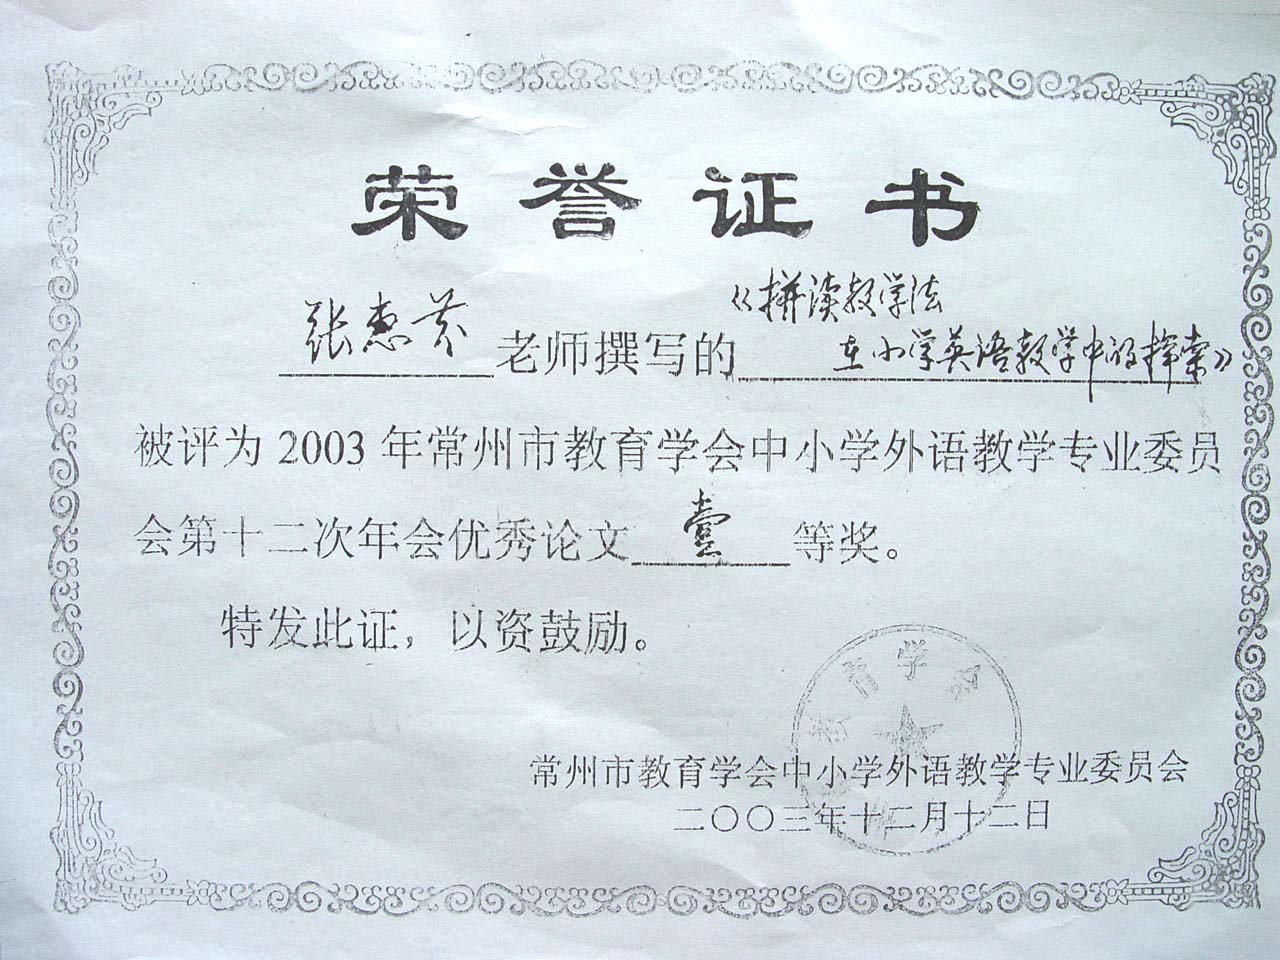 荣誉证书
《拼读教学法
张惠芬老师撰写的在小学英语教学中的探索》
被评为2003年常州市教育学会中小学外语教学专业委员
会第十二次年会优秀论文壹等奖。
特发此证，以资鼓励。
育学
常州市教育学会中小学外语教学专业委员会
二〇〇三年十二月十二日